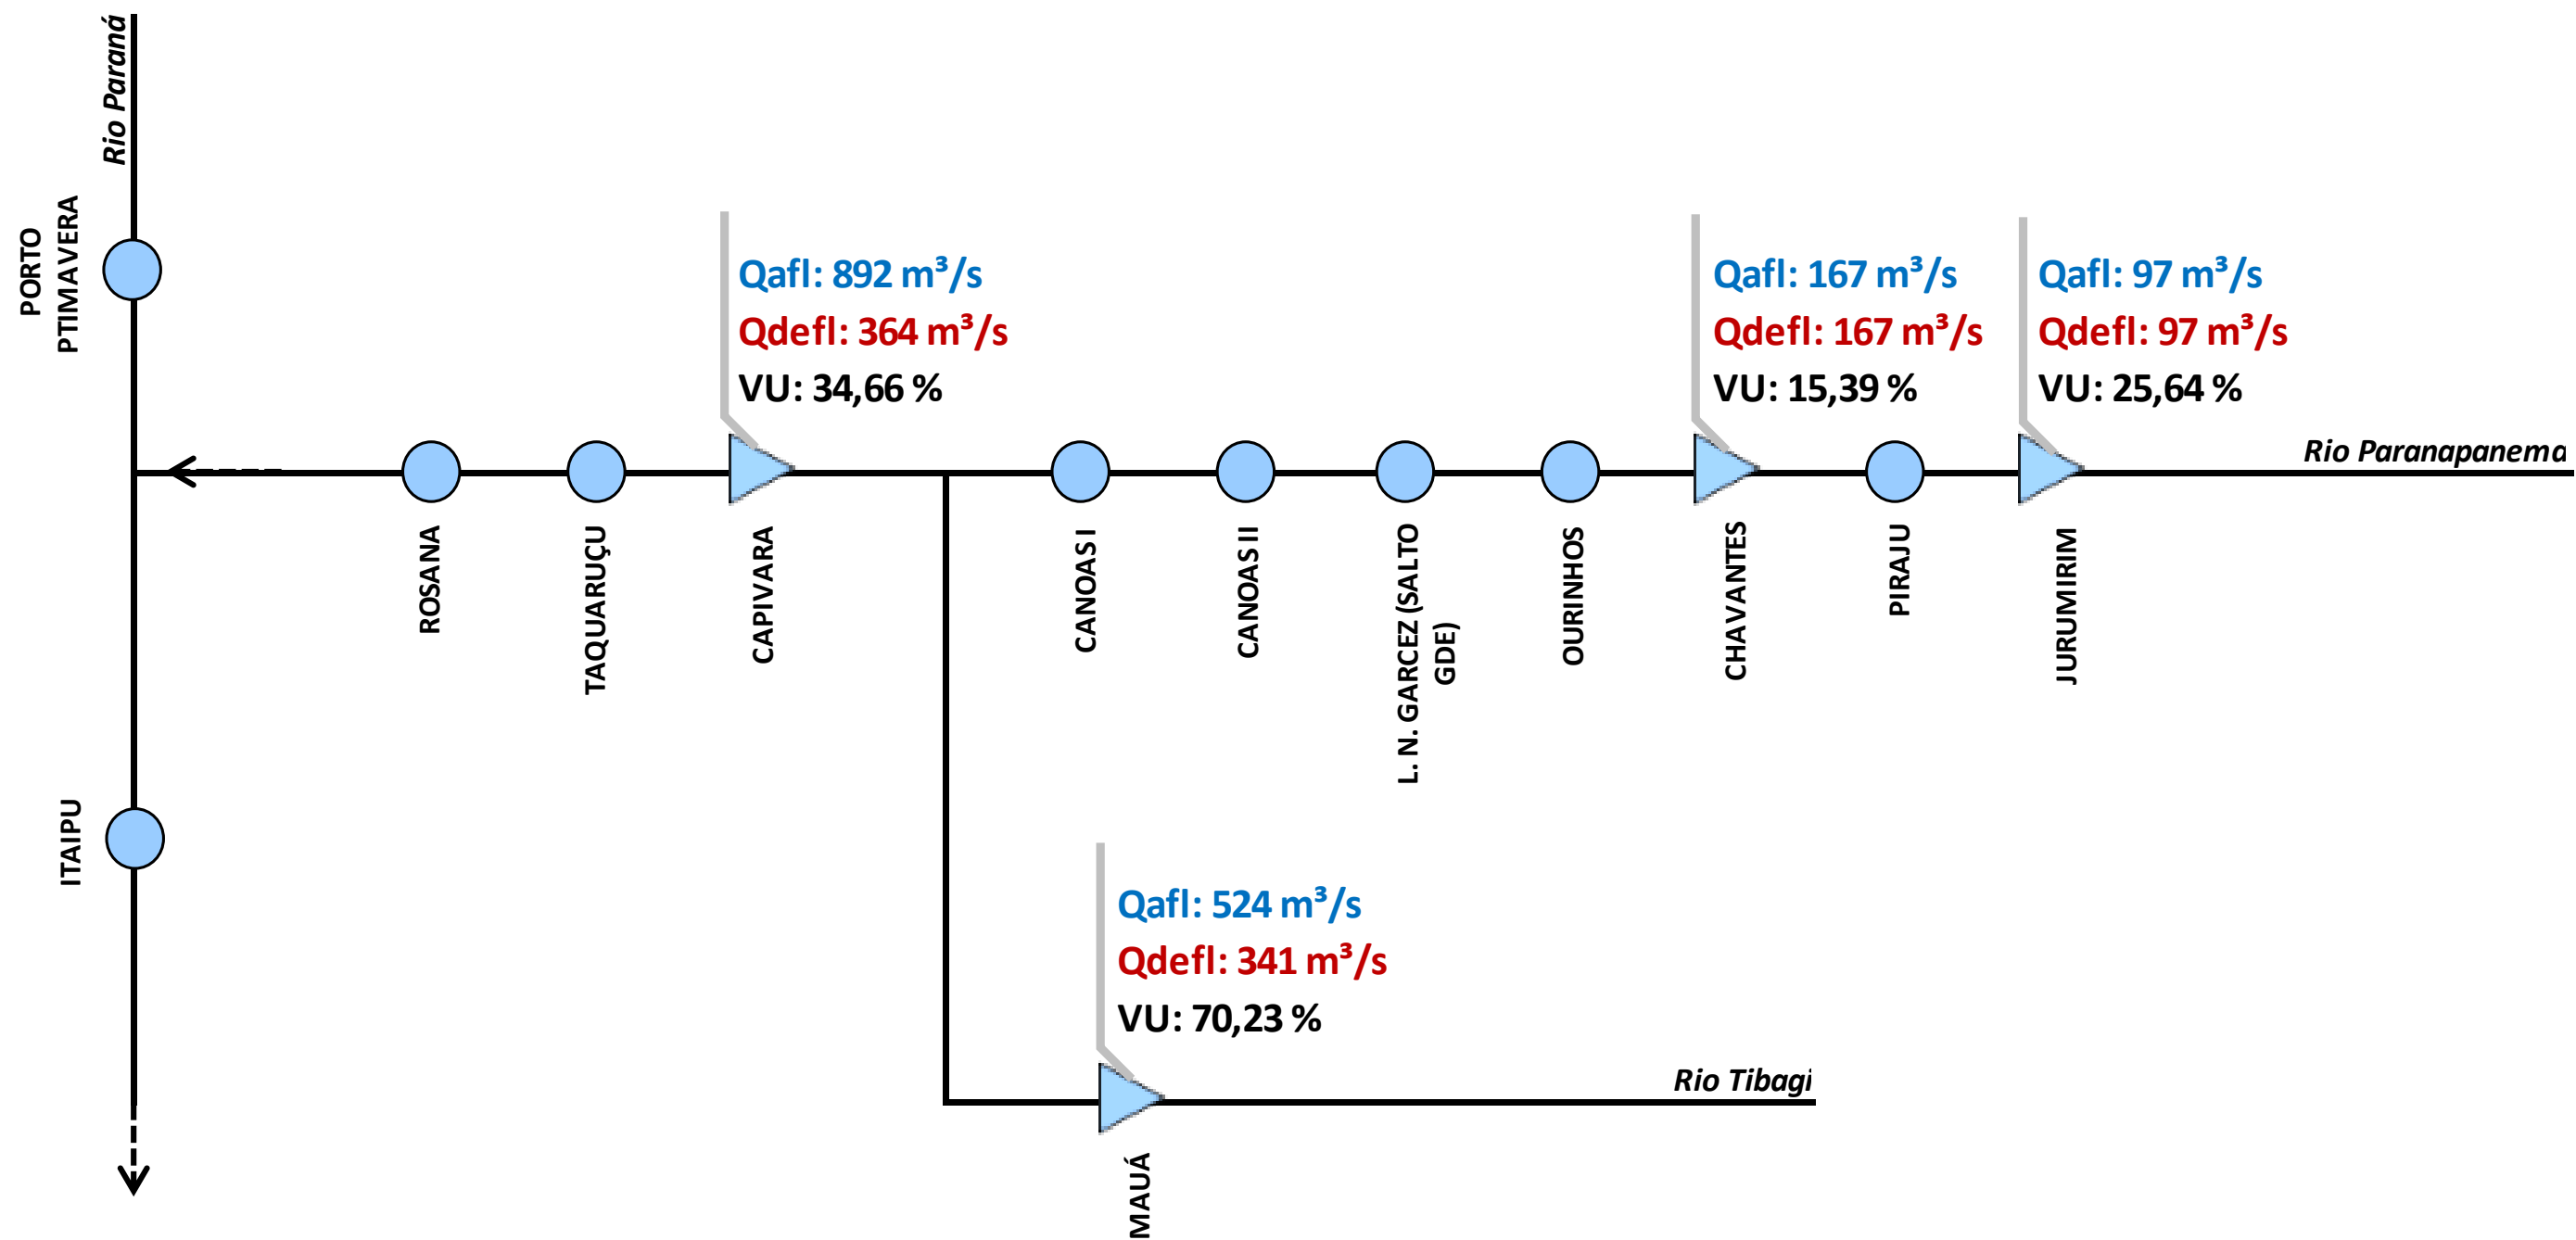 Rio Paraná
PORTO
PTIMAVERA
Qafl: 892 m³/s
Qdefl: 364 m³/s
VU: 34,66 %
Qafl: 167 m³/s
Qdefl: 167 m³/s
VU: 15,39 %
Qafl: 97 m³/s
Qdefl: 97 m³/s
VU: 25,64 %
Rio Paranapanema
ROSANA
TAQUARUÇU
CAPIVARA
CANOAS I
CANOAS II
L. N. GARCEZ (SALTO
GDE)
OURINHOS
CHAVANTES
PIRAJU
JURUMIRIM
ITAIPU
Qafl: 524 m³/s
Qdefl: 341 m³/s
VU: 70,23 %
Rio Tibagi
MAUÁ